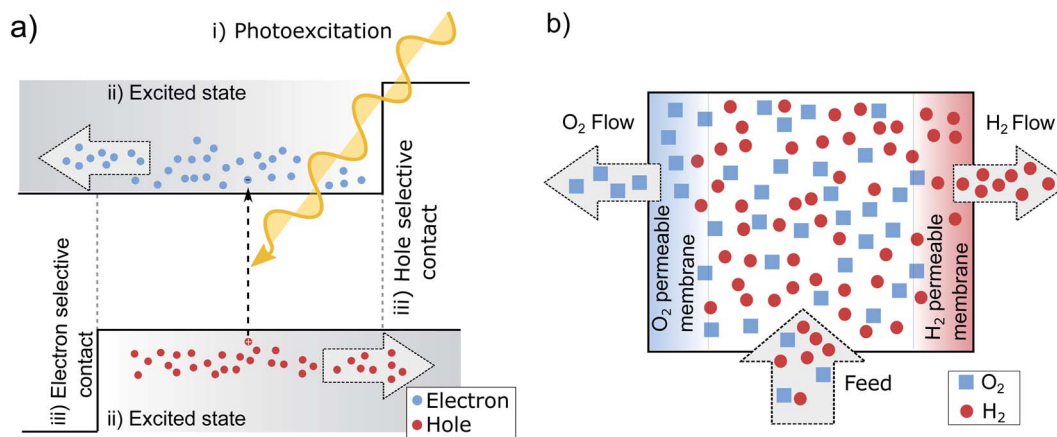 a)
i) Photoexcitation
ii) Excited state
iii) Hole selective
contact
iii) Electron selective
contact
ii) Excited state
Electron
Hole
b)
O₂ Flow
H₂ Flow
O₂ permeable
membrane
H₂ permeable
membrane
Feed
O₂
H₂